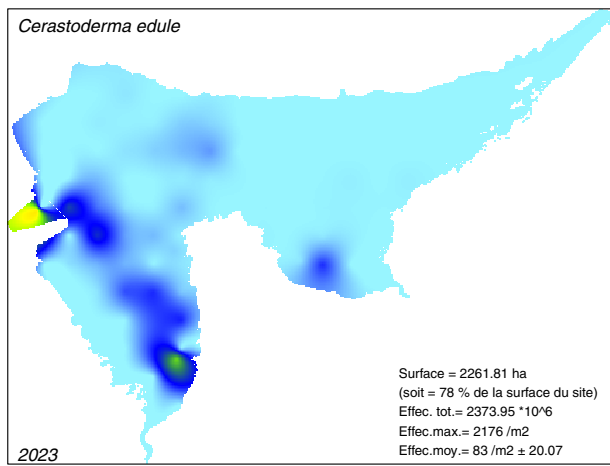 Cerastoderma edule
Surface = 2261.81 ha
(soit = 78 % de la surface du site)
Effec. tot.= 2373.95 *10^6
Effec.max.= 2176 /m2
Effec.moy.= 83 /m2 ± 20.07
2023